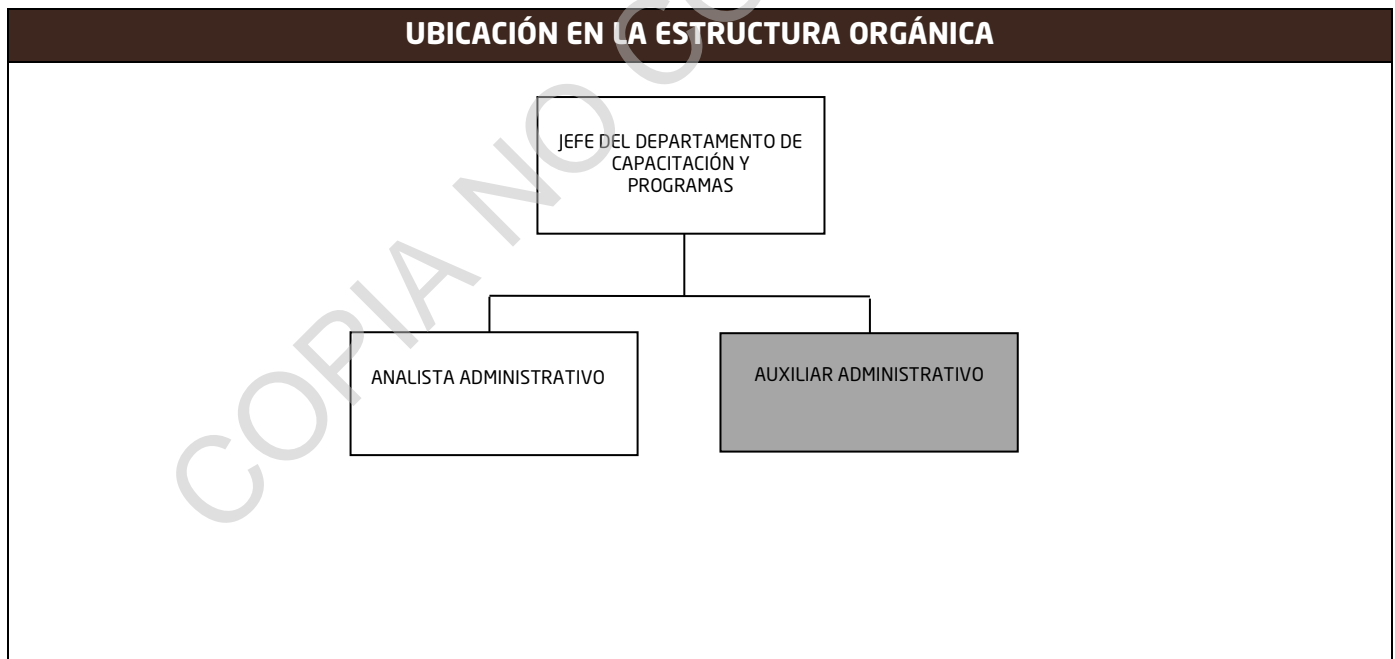 UBICACIÓN EN LA ESTRUCTURA ORGÁNICA
JEFE DEL DEPARTAMENTO DE
CAPACITACIÓN Y
PROGRAMAS
ANALISTA ADMINISTRATIVO
AUXILIAR ADMINISTRATIVO
COPIA NO